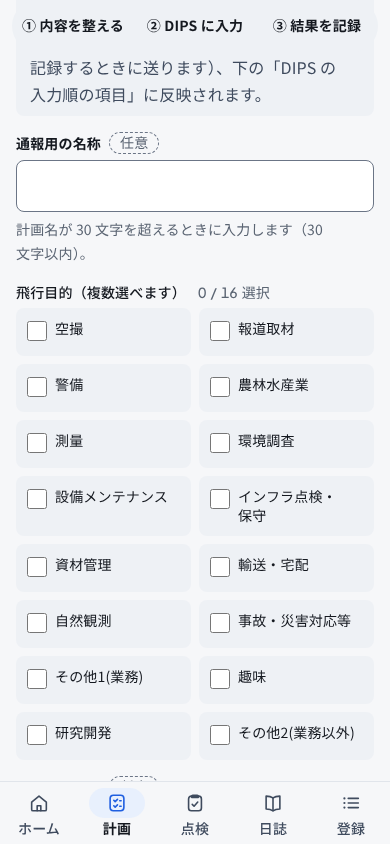 ① 内容を整える ② DIPS に入力 ③ 結果を記録
記録するときに送ります）、下の「DIPS の
入力順の項目」に反映されます。
通報用の名称 任意
計画名が 30 文字を超えるときに入力します（30
文字以内）。
飛行目的（複数選べます） 0 / 16 選択
空撮 報道取材
警備 農林水産業
測量 環境調査
設備メンテナンス インフラ点検・
保守
資材管理 輸送・宅配
自然観測 事故・災害対応等
その他1(業務) 趣味
研究開発 その他2(業務以外)
ホーム 計画 点検 日誌 登録